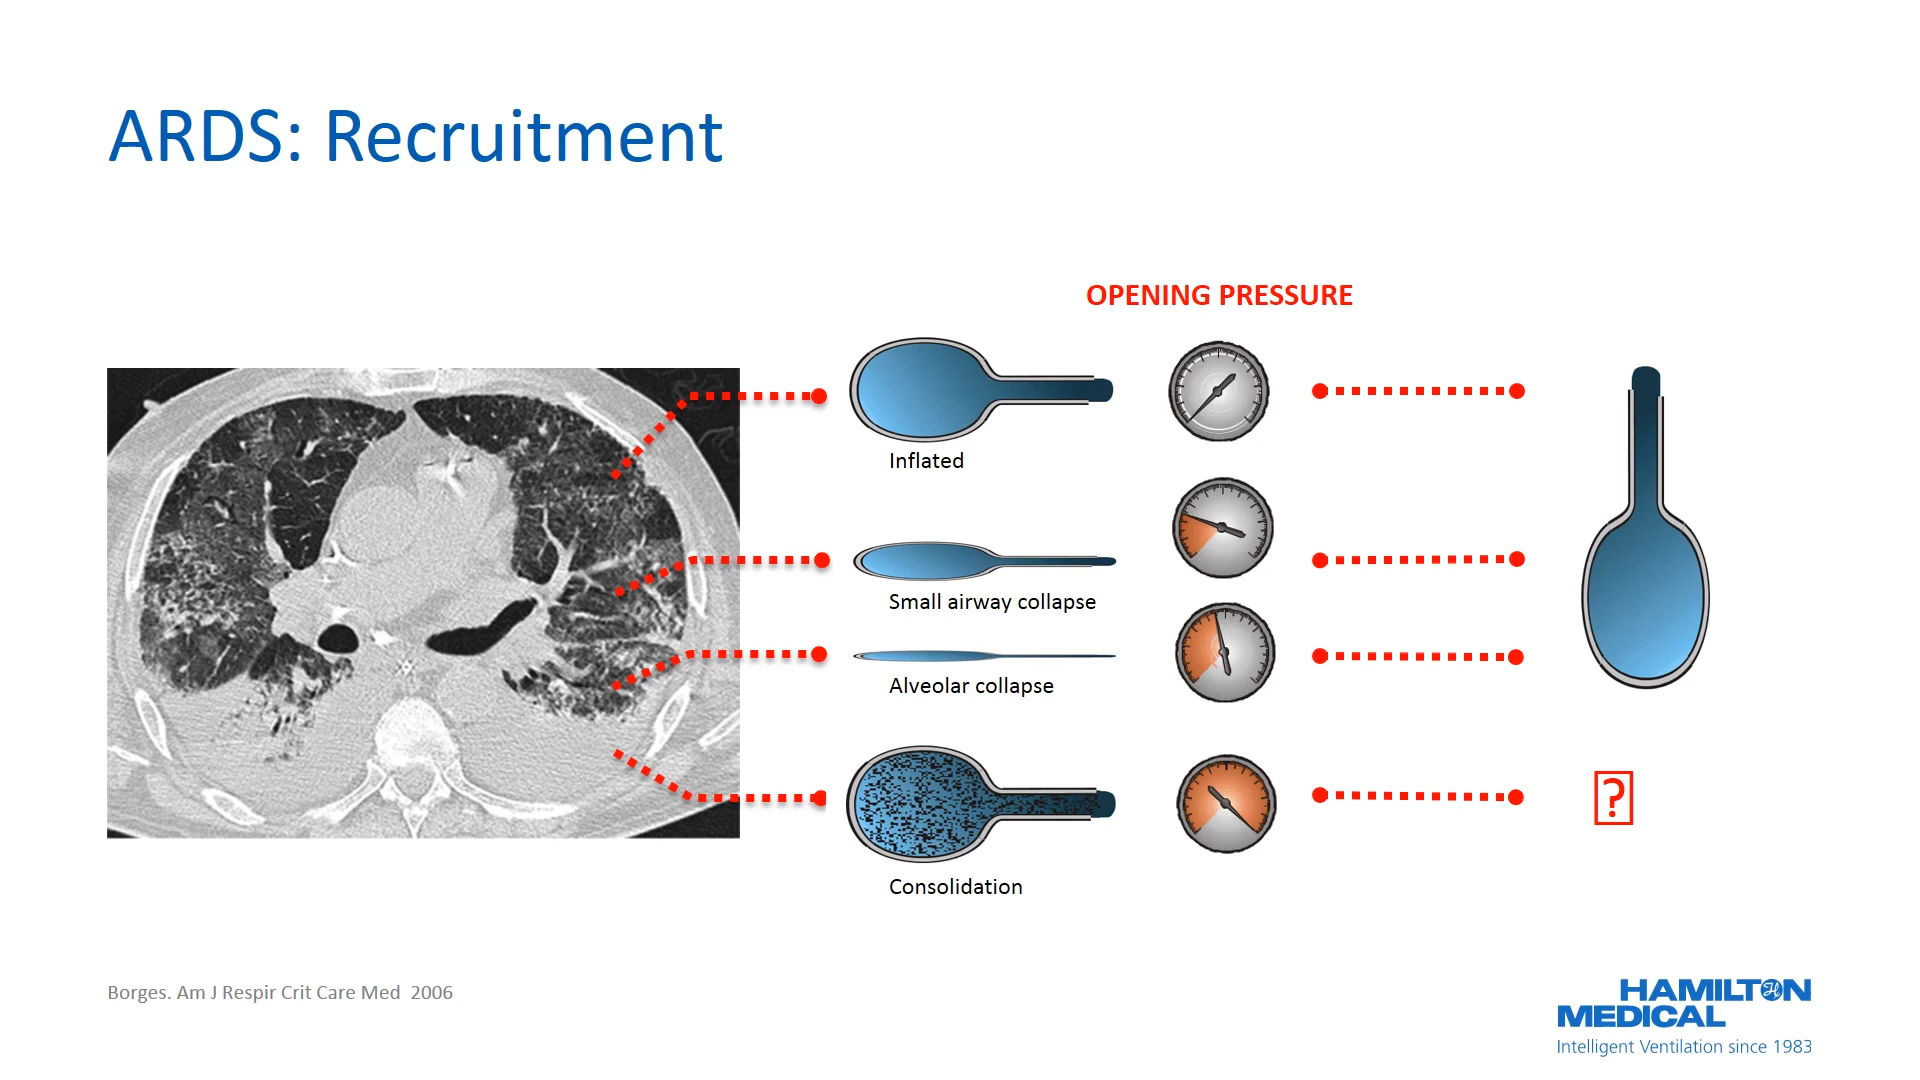 ARDS: Recruitment
OPENING PRESSURE
Inflated
Small airway collapse
Alveolar collapse
Consolidation
?
Borges. Am J Respir Crit Care Med 2006
HAMILTON
MEDICAL
Intelligent Ventilation since 1983